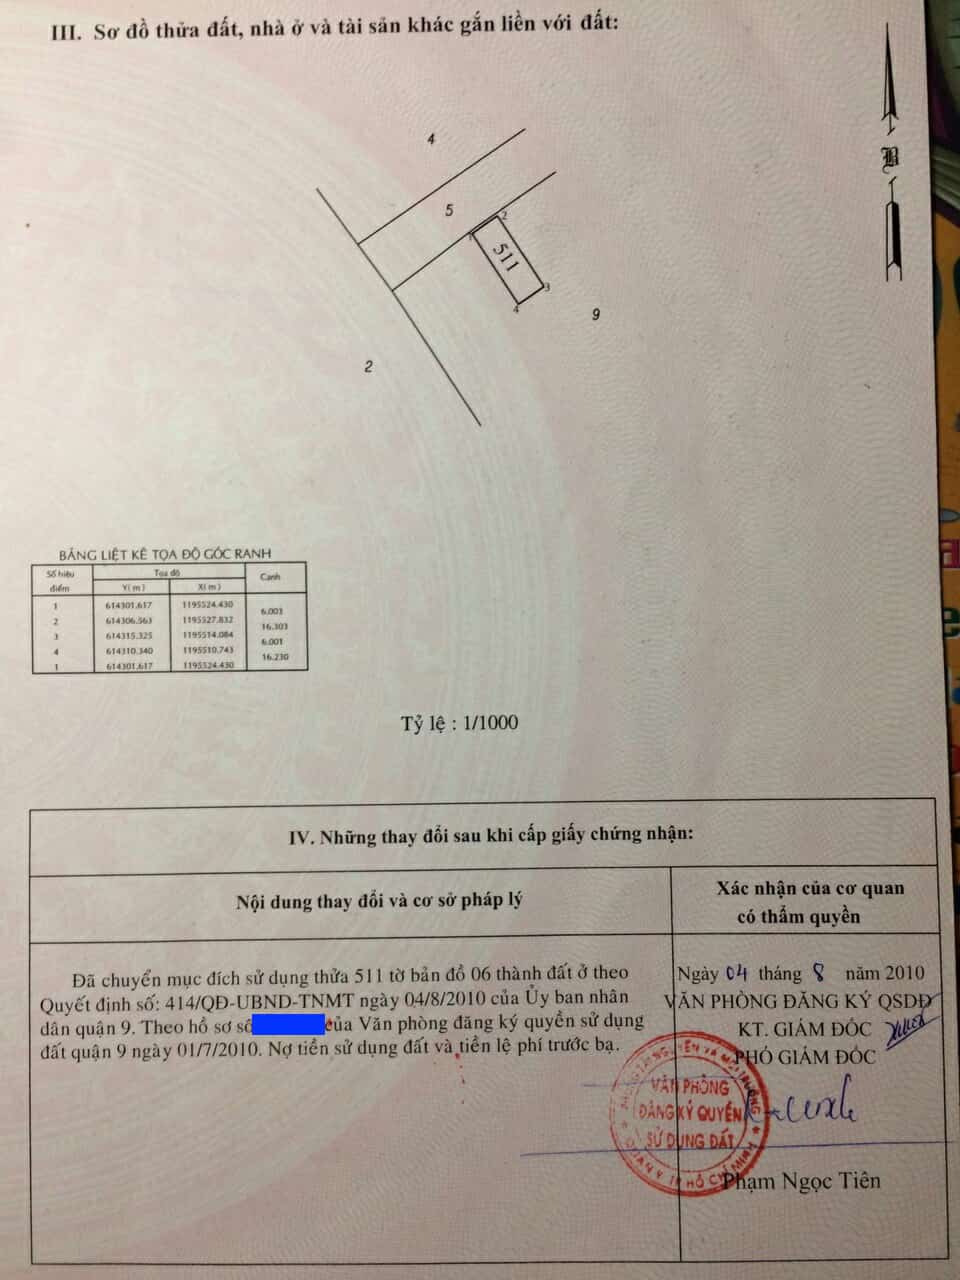 III. Sơ đồ thửa đất, nhà ở và tài sản khác gắn liền với đất:
B
4
5
1
2
511
3
4
9
2
BẢNG LIỆT KÊ TỌA ĐỘ GÓC RANH
Số hiệu điểm Tọa độ Cạnh
Y( m ) X( m )
1 614301.617 1195524.430
6.003
2 614306.563 1195527.832
16.303
3 614315.325 1195514.084
6.001
4 614310.340 1195510.743
16.230
1 614301.617 1195524.430
Tỷ lệ : 1/1000
IV. Những thay đổi sau khi cấp giấy chứng nhận:
Nội dung thay đổi và cơ sở pháp lý
Xác nhận của cơ quan
có thẩm quyền
Đã chuyển mục đích sử dụng thửa 511 tờ bản đồ 06 thành đất ở theo
Quyết định số: 414/QĐ-UBND-TNMT ngày 04/8/2010 của Ủy ban nhân
dân quận 9. Theo hồ sơ số của Văn phòng đăng ký quyền sử dụng
đất quận 9 ngày 01/7/2010. Nợ tiền sử dụng đất và tiền lệ phí trước bạ.
Ngày 04 tháng 8 năm 2010
VĂN PHÒNG ĐĂNG KÝ QSDĐ
KT. GIÁM ĐỐC
PHÓ GIÁM ĐỐC
VĂN PHÒNG
ĐĂNG KÝ QUYỀN
SỬ DỤNG ĐẤT
Phạm Ngọc Tiên